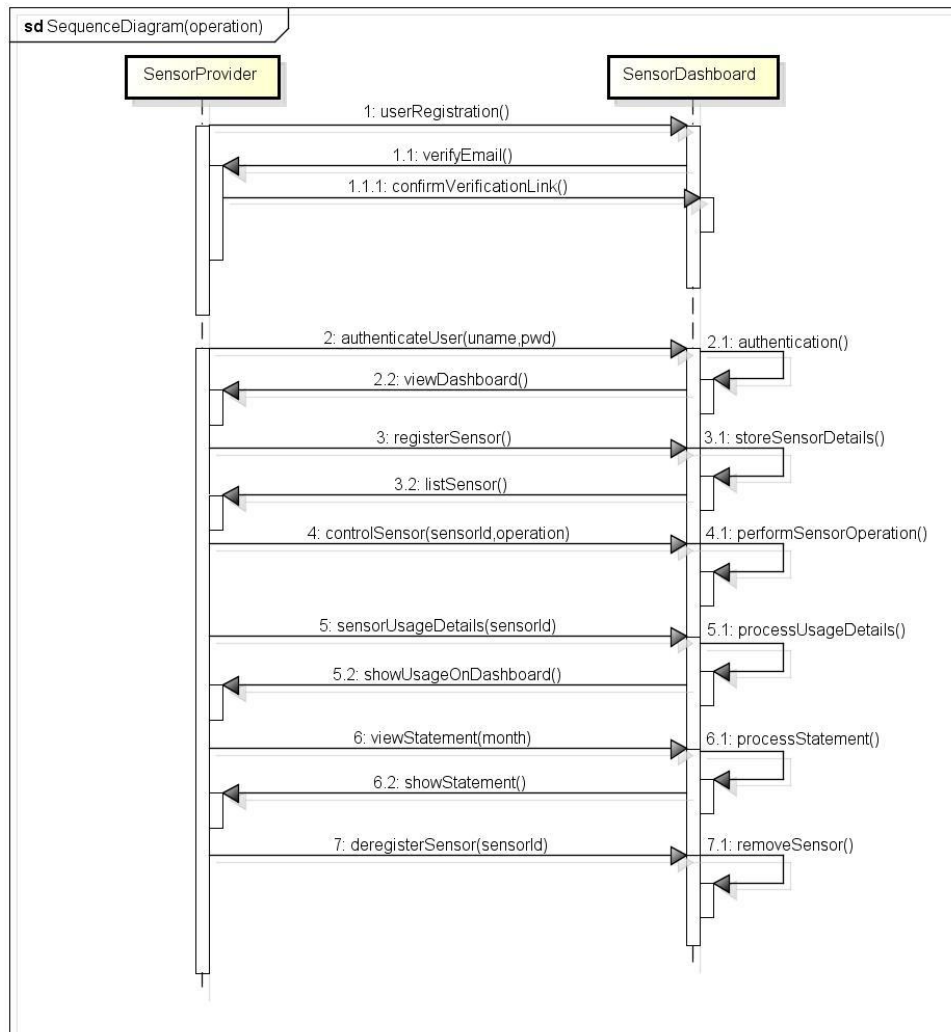 sd SequenceDiagram(operation)
SensorProvider
SensorDashboard
1: userRegistration()
1.1: verifyEmail()
1.1.1: confirmVerificationLink()
2: authenticateUser(uname,pwd)
2.1: authentication()
2.2: viewDashboard()
3: registerSensor()
3.1: storeSensorDetails()
3.2: listSensor()
4: controlSensor(sensorId,operation)
4.1: performSensorOperation()
5: sensorUsageDetails(sensorId)
5.1: processUsageDetails()
5.2: showUsageOnDashboard()
6: viewStatement(month)
6.1: processStatement()
6.2: showStatement()
7: deregisterSensor(sensorId)
7.1: removeSensor()